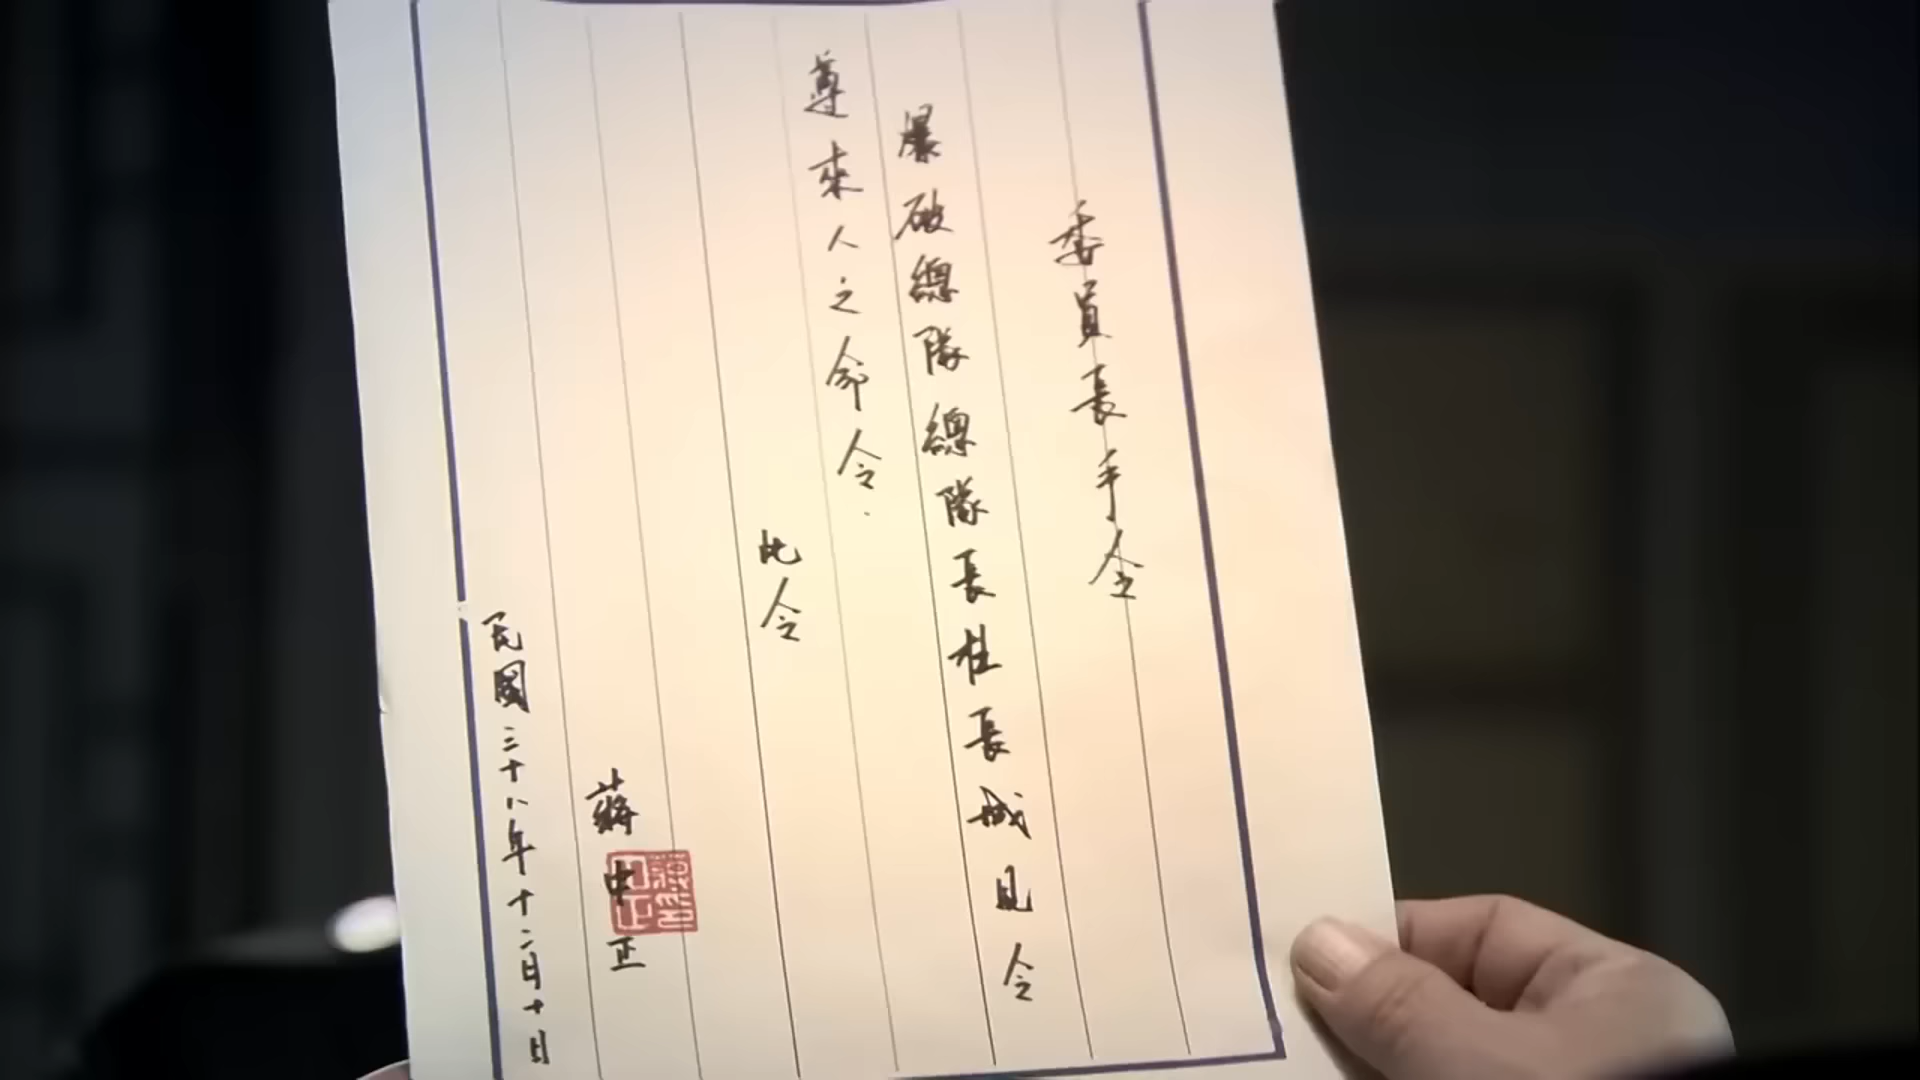 委員長手令
爆破總隊總隊長杜長城見令
尊來人之命令.
此令
蔣中正
民國三十八年十二月十日